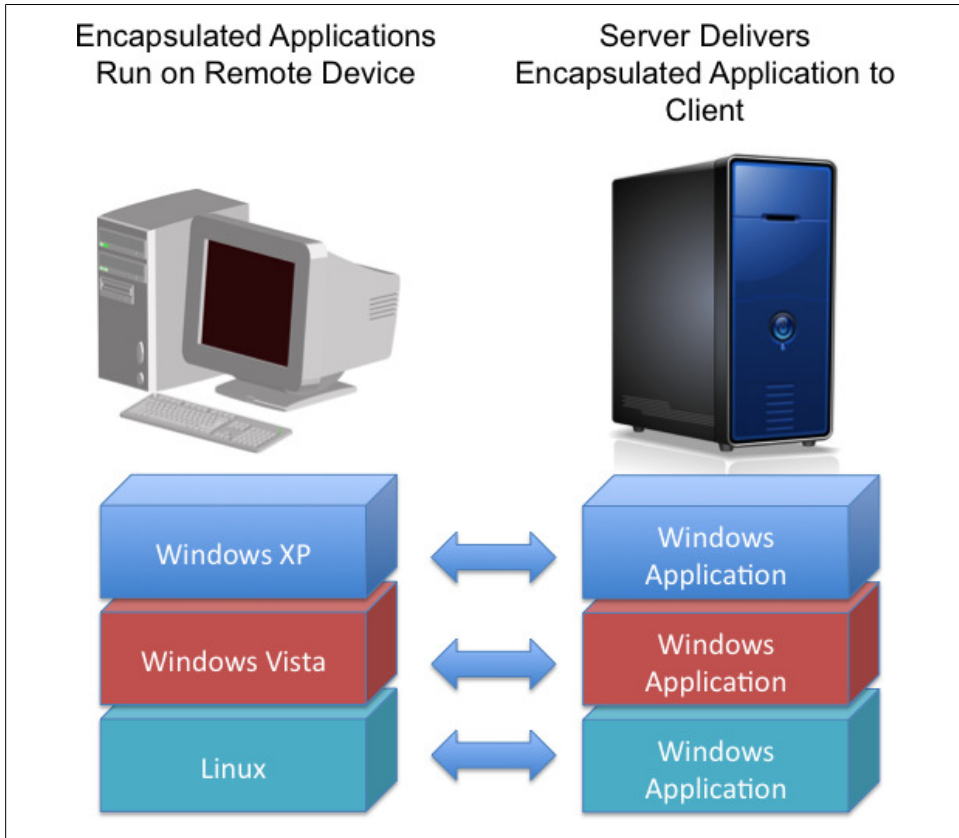 Encapsulated Applications
Run on Remote Device
Server Delivers
Encapsulated Application to
Client
Windows XP
Windows
Application
Windows Vista
Windows
Application
Linux
Windows
Application